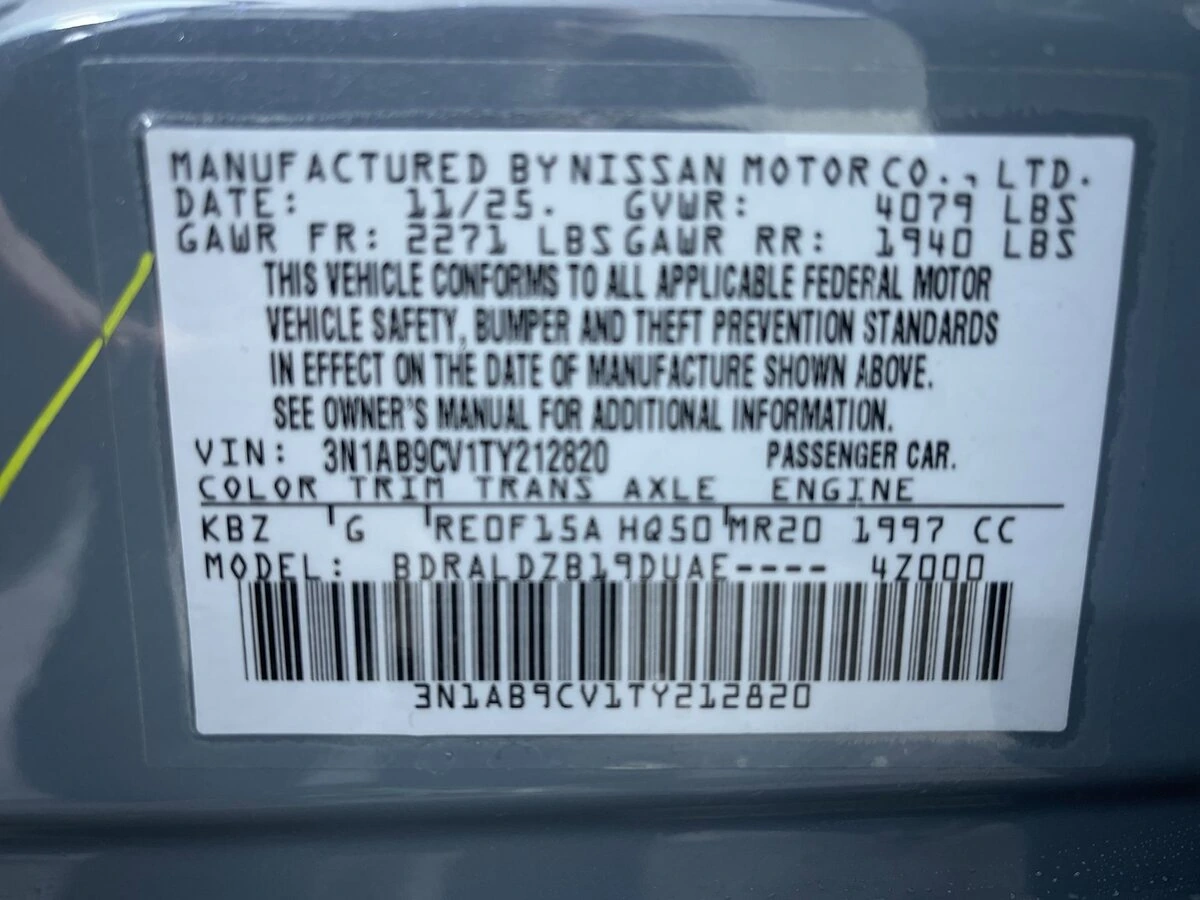 MANUFACTURED BY NISSAN MOTOR CO., LTD.
DATE: 11/25. GVWR: 4079 LBS
GAWR FR: 2271 LBS GAWR RR: 1940 LBS
THIS VEHICLE CONFORMS TO ALL APPLICABLE FEDERAL MOTOR
VEHICLE SAFETY, BUMPER AND THEFT PREVENTION STANDARDS
IN EFFECT ON THE DATE OF MANUFACTURE SHOWN ABOVE.
SEE OWNER'S MANUAL FOR ADDITIONAL INFORMATION.
VIN: 3N1AB9CV1TY212820 PASSENGER CAR.
COLOR TRIM TRANS AXLE ENGINE
KBZ G RE0F15A HQ50 MR20 1997 CC
MODEL: BDRALDZB19DUAE---- 4Z000
3N1AB9CV1TY212820